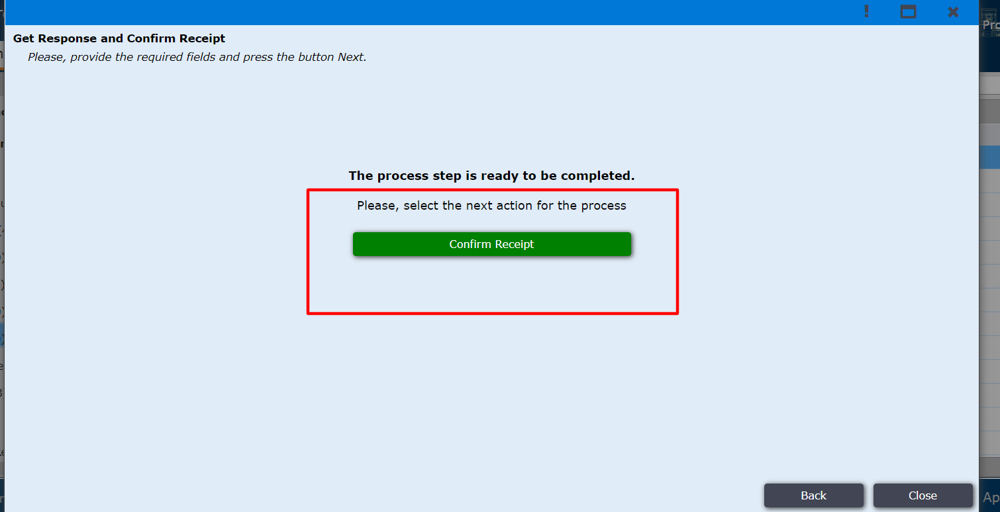 Get Response and Confirm Receipt
Please, provide the required fields and press the button Next.
The process step is ready to be completed.
Please, select the next action for the process
Confirm Receipt
Back
Close